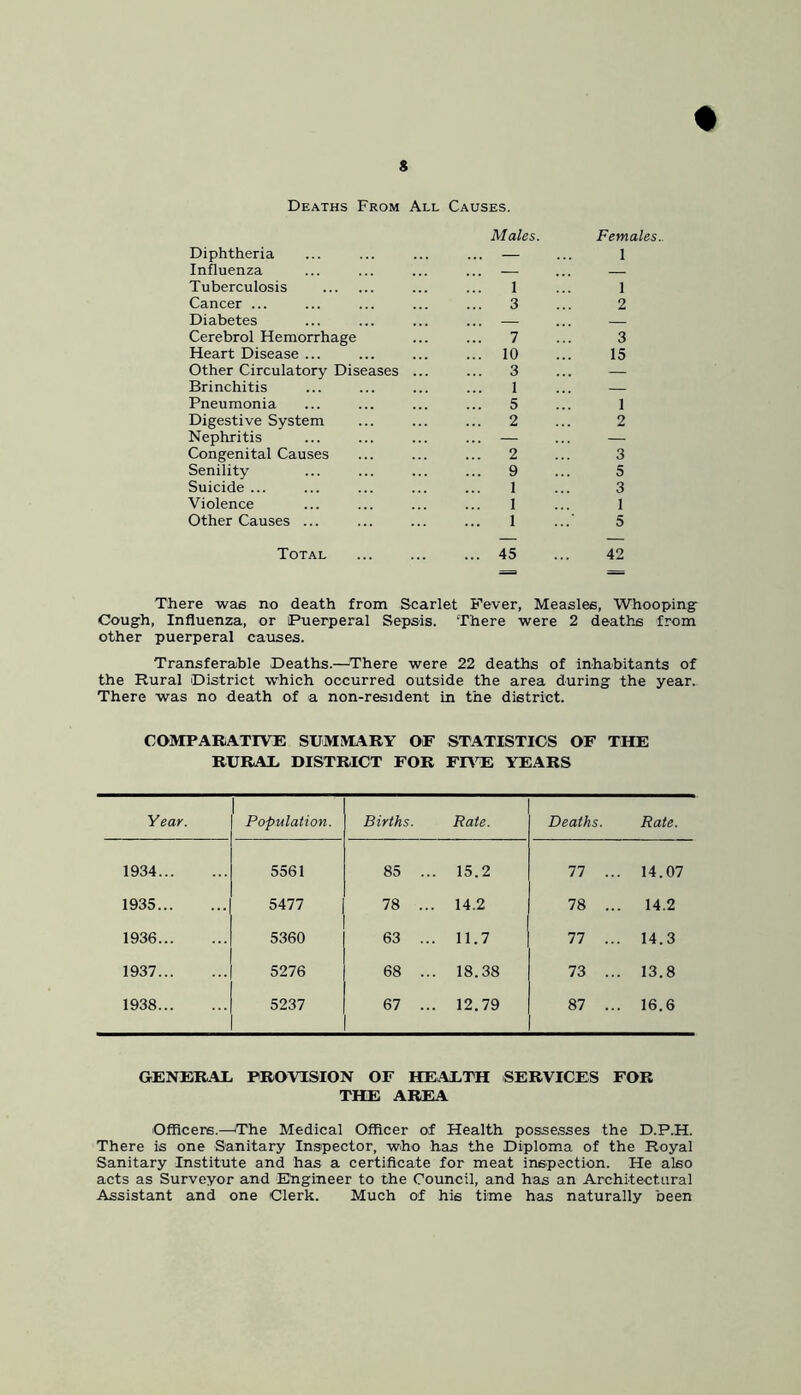 8
Deaths From All Causes.
Males. Females..
Diphtheria ... ... ... ... — ... 1
Influenza ... ... ... ... — ... —
Tuberculosis ... ... ... ... 1 ... 1
Cancer ... ... ... ... ... 3 ... 2
Diabetes ... ... ... ... — ... —
Cerebrol Hemorrhage ... ... 7 ... 3
Heart Disease ... ... ... ... 10 ... 15
Other Circulatory Diseases ... ... 3 ... —
Brinchitis ... ... ... ... 1 ... —
Pneumonia ... ... ... ... 5 ... 1
Digestive System ... ... ... 2 ... 2
Nephritis ... ... ... ... — ... —
Congenital Causes ... ... ... 2 ... 3
Senility ... ... ... ... 9 ... 5
Suicide ... ... ... ... ... 1 ... 3
Violence ... ... ... ... 1 ... 1
Other Causes ... ... ... ... 1 ...· 5
Total ... ... ... 45 ... 42
There was no death from Scarlet Fever, Measles, Whooping
Cough, Influenza, or Puerperal Sepsis. There were 2 deaths from
other puerperal causes.
Transferable Deaths.—There were 22 deaths of inhabitants of
the Rural District which occurred outside the area during the year.
There was no death of a non-resident in the district.
COMPARATIVE SUMMARY OF STATISTICS OF THE
RURAL DISTRICT FOR FIVE YEARS
Year. Population. Births. Rate. Deaths. Rate.
1934... ... 5561 85 ... 15.2 77 ... 14.07
1935... ... 5477 78 ... 14.2 78 ... 14.2
1936... ... 5360 63 ... 11.7 77 ... 14.3
1937... ... 5276 68 ... 18.38 73 ... 13.8
1938... ... 5237 67 ... 12.79 87 ... 16.6
GENERAL PROVISION OF HEALTH SERVICES FOR
THE AREA
Officers.—The Medical Officer of Health possesses the D.P.H.
There is one Sanitary Inspector, who has the Diploma of the Royal
Sanitary Institute and has a certificate for meat inspection. He also
acts as Surveyor and Engineer to the Council, and has an Architectural
Assistant and one Clerk. Much of his time has naturally been